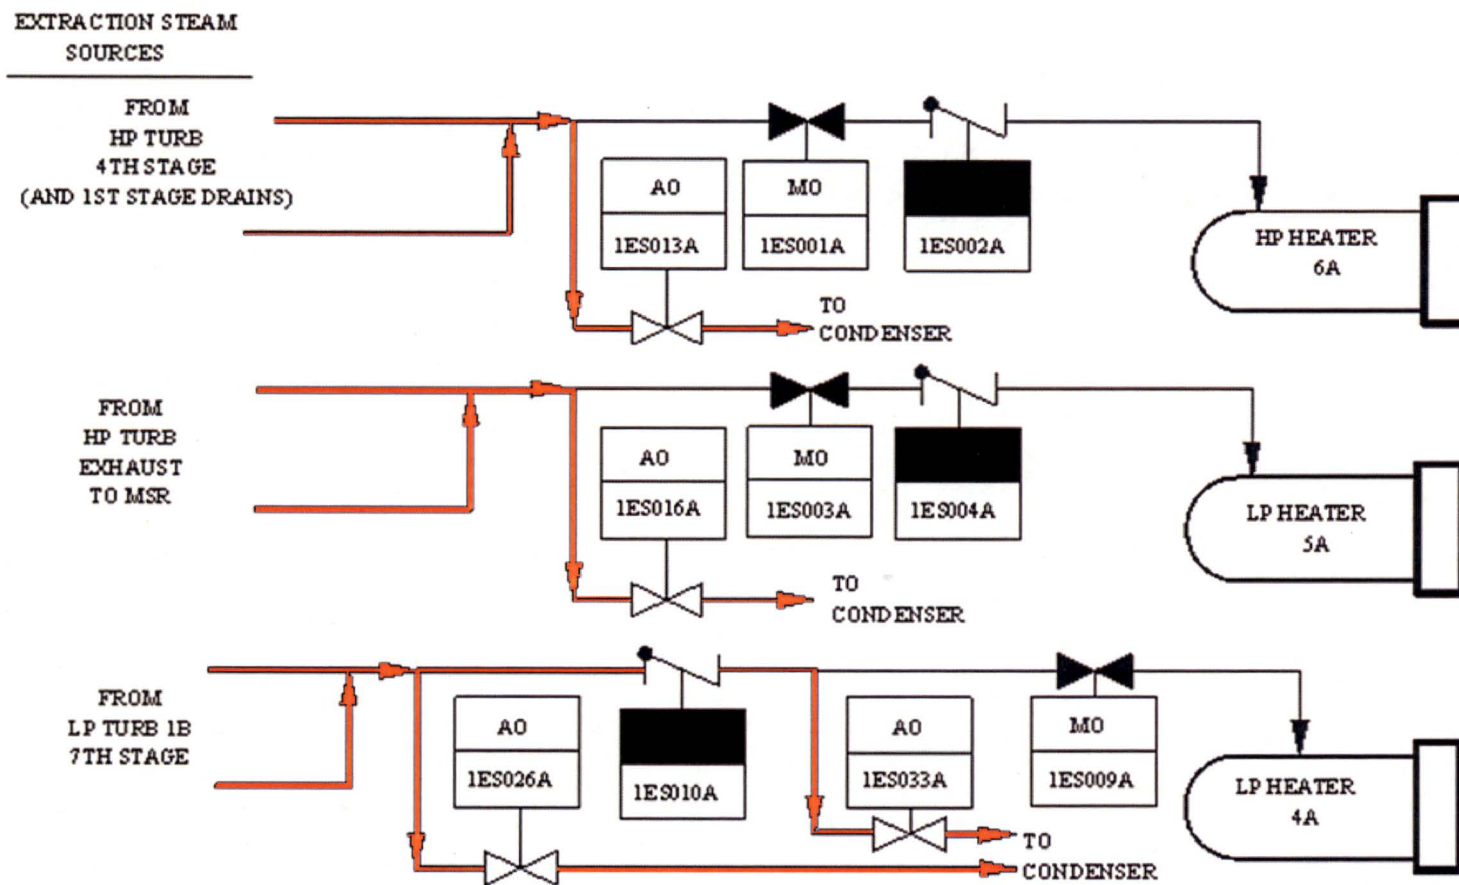 EXTRACTION STEAM
SOURCES
FROM
HP TURB
4TH STAGE
(AND 1ST STAGE DRAINS)
AO
1ES013A
MO
1ES001A
1ES002A
TO
CONDENSER
HP HEATER
6A
FROM
HP TURB
EXHAUST
TO MSR
AO
1ES016A
MO
1ES003A
1ES004A
TO
CONDENSER
LP HEATER
5A
FROM
LP TURB 1B
7TH STAGE
AO
1ES026A
1ES010A
AO
1ES033A
MO
1ES009A
TO
CONDENSER
LP HEATER
4A